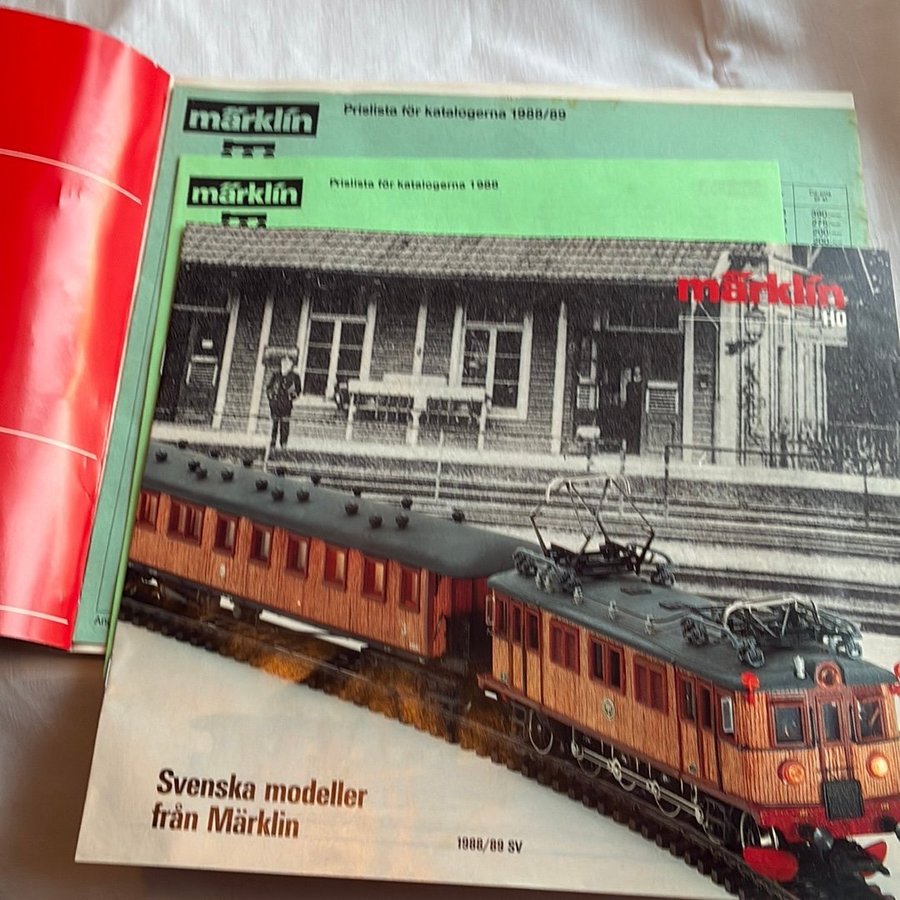 märklin
Prislista för katalogerna 1988/89
märklin
Prislista för katalogerna 1988
märklin
HO
Svenska modeller
från Märklin
1988/89 SV